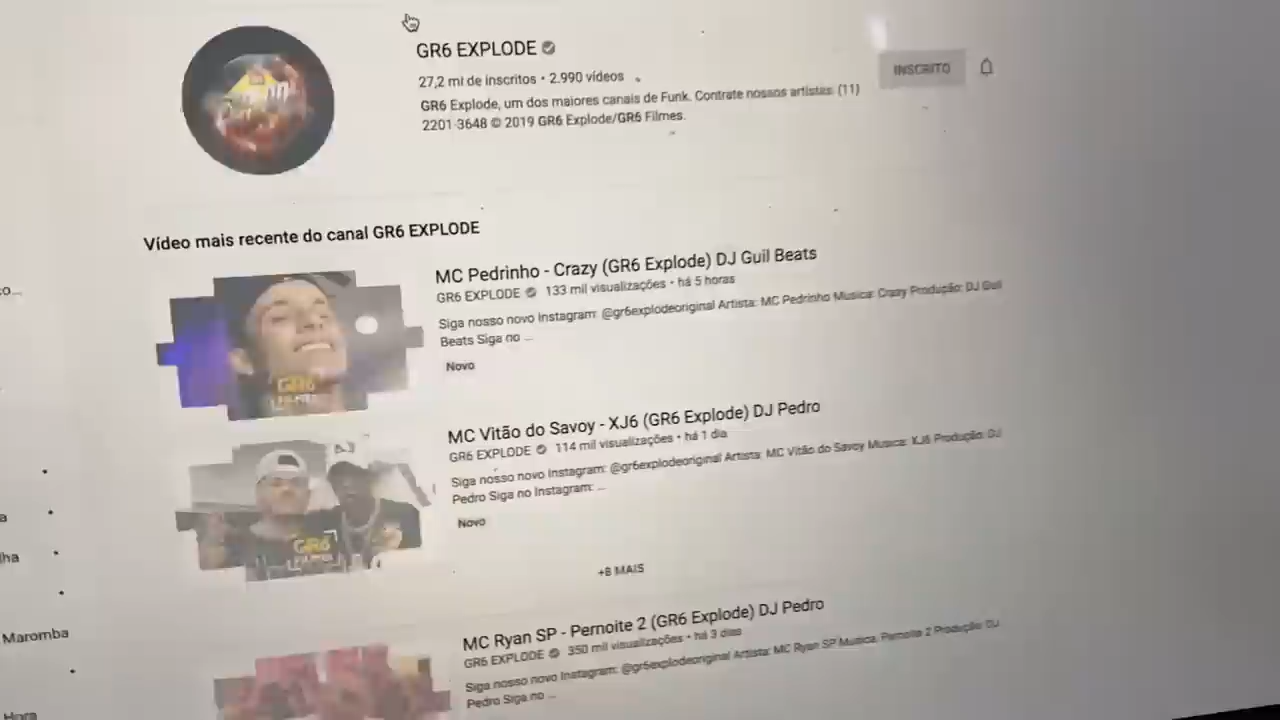 GR6 EXPLODE
27,2 mi de inscritos • 2.990 vídeos
INSCRITO
GR6 Explode, um dos maiores canais de Funk. Contrate nossos artistas: (11)
2201-3648 © 2019 GR6 Explode/GR6 Filmes.
Vídeo mais recente do canal GR6 EXPLODE
MC Pedrinho - Crazy (GR6 Explode) DJ Guil Beats
GR6 EXPLODE 133 mil visualizações • há 5 horas
Siga nosso novo Instagram: @gr6explodeoriginal Artista: MC Pedrinho Musica: Crazy Produção: DJ Guil
Beats Siga no ...
Novo
GR6
MC Vitão do Savoy - XJ6 (GR6 Explode) DJ Pedro
GR6 EXPLODE 114 mil visualizações • há 1 dia
Siga nosso novo Instagram: @gr6explodeoriginal Artista: MC Vitão do Savoy Musica: XJ6 Produção: DJ
Pedro Siga no Instagram: ...
Novo
GR6
+8 MAIS
MC Ryan SP - Pernoite 2 (GR6 Explode) DJ Pedro
GR6 EXPLODE 350 mil visualizações • há 3 dias
Siga nosso novo Instagram: @gr6explodeoriginal Artista: MC Ryan SP Musica: Pernoite 2 Produção: DJ
Pedro Siga no ...
Maromba
Hora